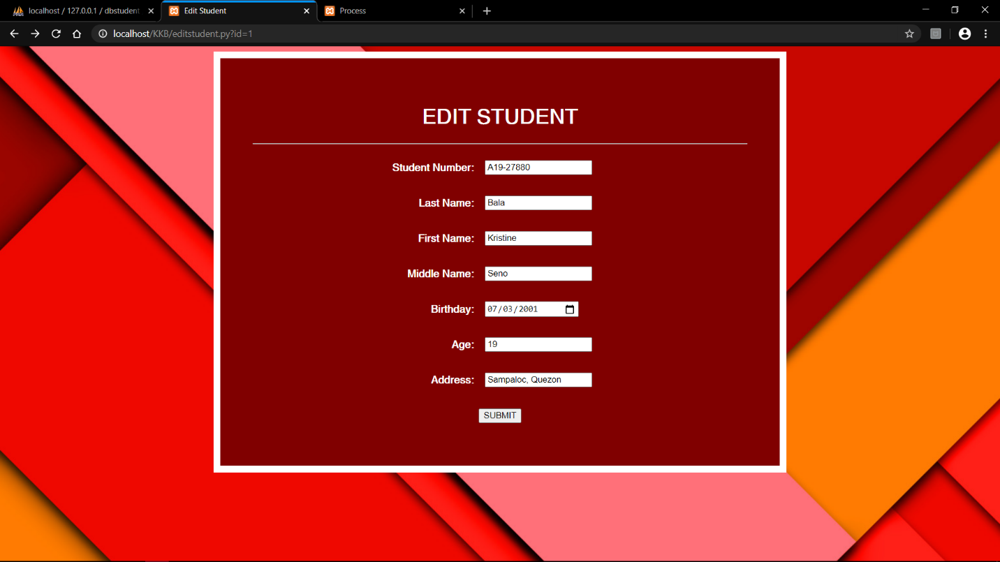 localhost / 127.0.0.1 / dbstudent
Edit Student
Process
localhost/KKB/editstudent.py?id=1
EDIT STUDENT
Student Number: A19-27880
Last Name: Bala
First Name: Kristine
Middle Name: Seno
Birthday: 07/03/2001
Age: 19
Address: Sampaloc, Quezon
SUBMIT